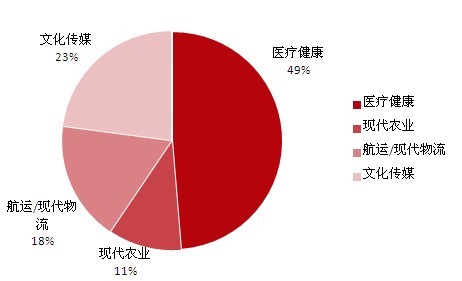 文化传媒
23%
医疗健康
49%
医疗健康
现代农业
航运/现代物流
文化传媒
航运/现代物
流
18%
现代农业
11%